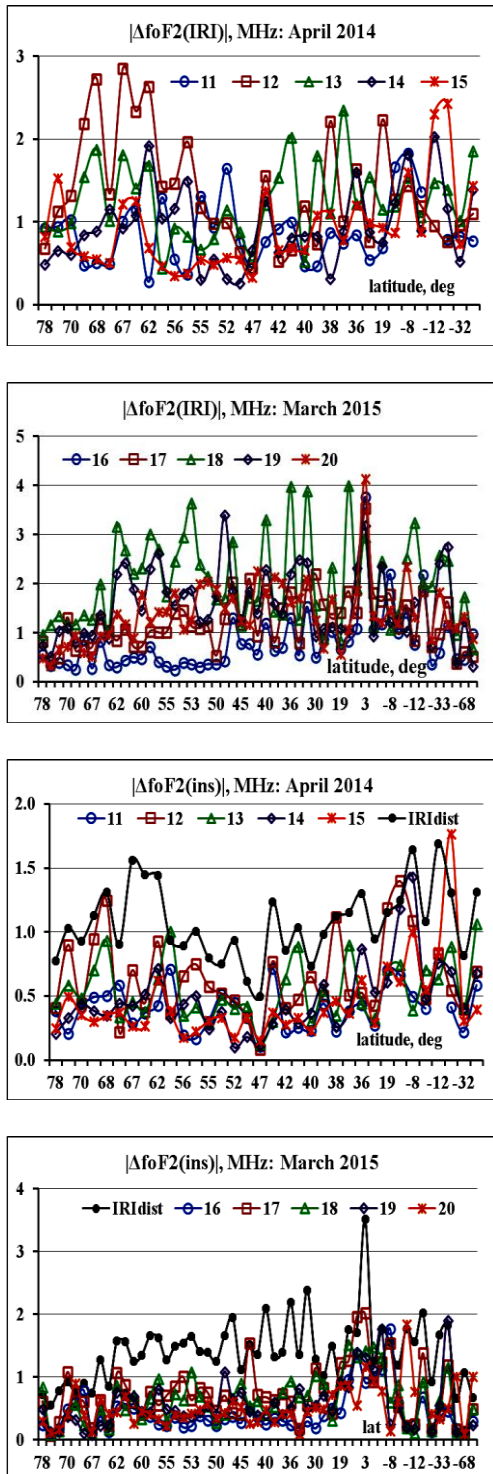 |ΔfoF2(IRI)|, MHz: April 2014
3
11 12 13 14 15
2
1
latitude, deg
0
78 70 68 67 62 56 55 52 47 42 38 36 19 -8 -12 -32
|ΔfoF2(IRI)|, MHz: March 2015
5
16 17 18 19 20
4
3
2
1
latitude, deg
0
78 70 67 62 60 55 53 50 45 40 34 30 19 3 -8 -12 -33 -68
|ΔfoF2(ins)|, MHz: April 2014
2.0
11 12 13 14 15 IRIdist
1.5
1.0
0.5
latitude, deg
0.0
78 70 68 67 62 56 55 52 47 42 38 36 19 -8 -12 -32
|ΔfoF2(ins)|, MHz: March 2015
4
IRIdist 16 17 18 19 20
3
2
1
lat
0
78 70 67 62 60 55 53 50 45 40 34 30 19 3 -8 -12 -33 -68